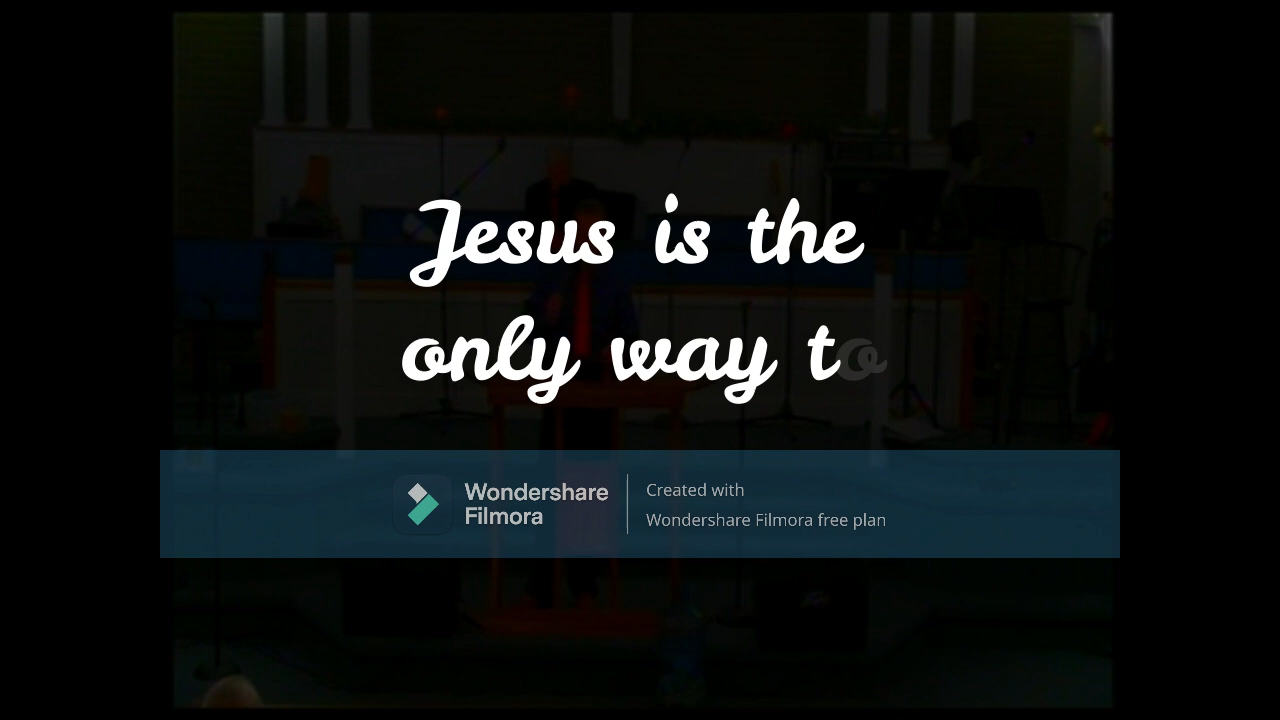 Jesus is the
only way to
Wondershare
Filmora
Created with
Wondershare Filmora free plan